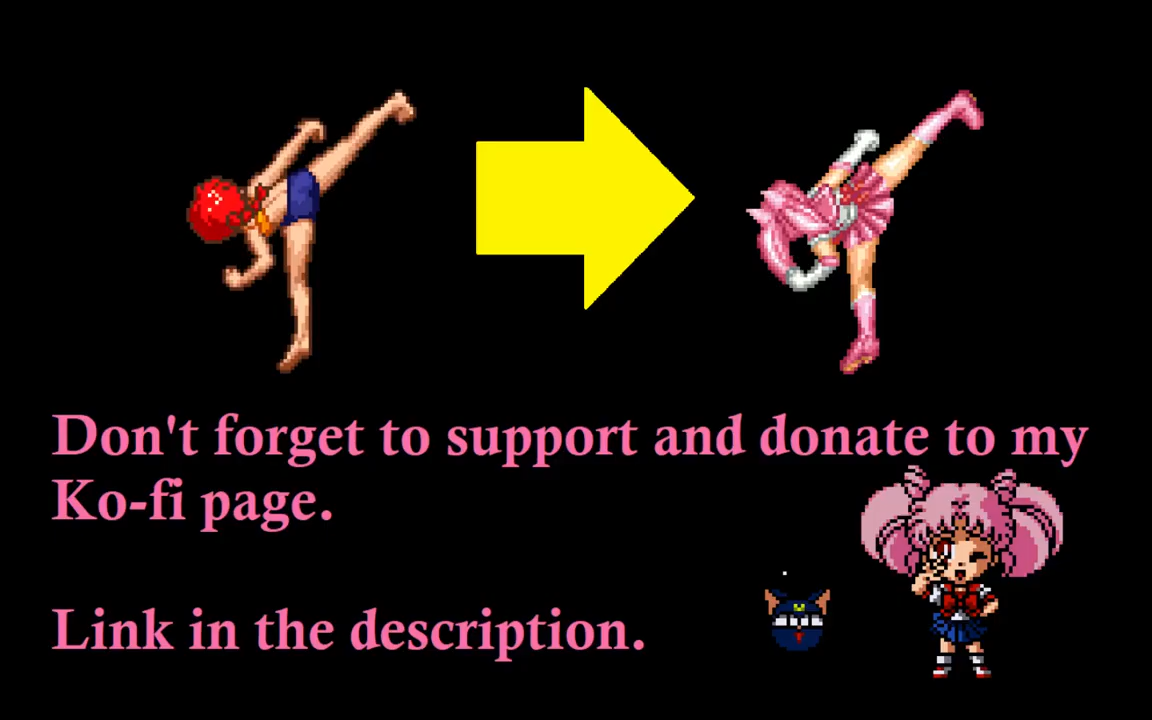 Don't forget to support and donate to my
Ko-fi page.
Link in the description.